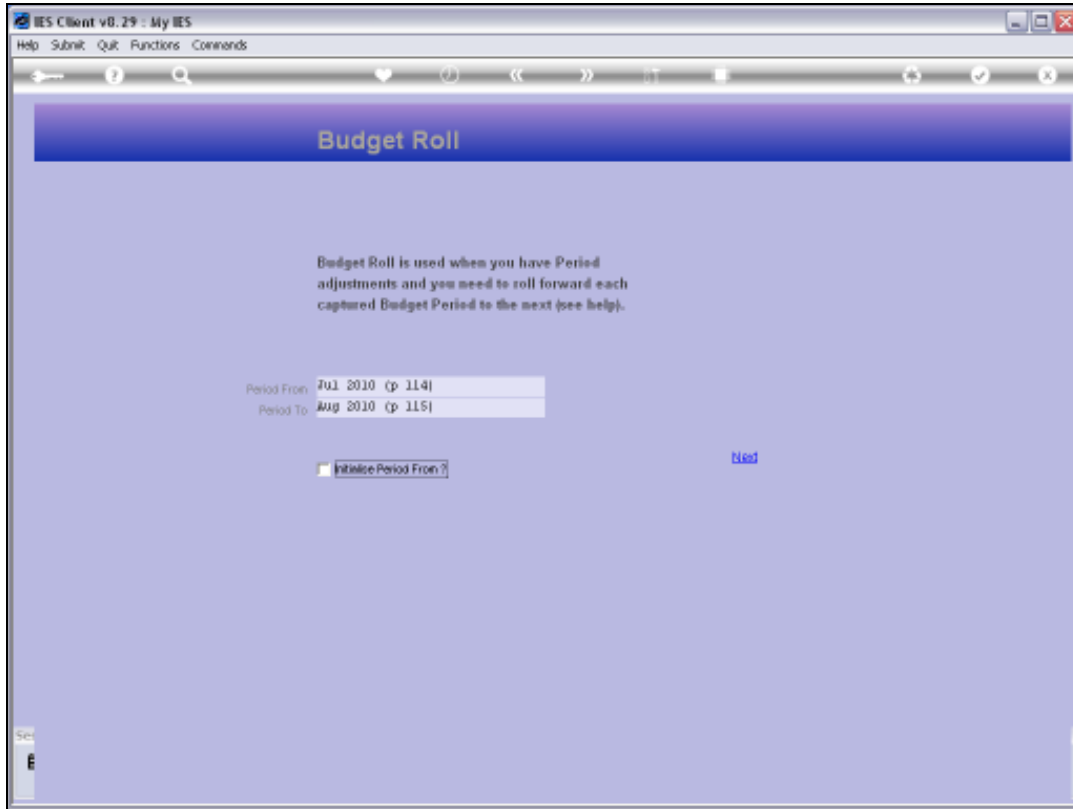 IES Client v8.29 : My IES
Help Submit Quit Functions Commands
Budget Roll
Budget Roll is used when you have Period
adjustments and you need to roll forward each
captured Budget Period to the next (see help).
Period From Jul 2010 (p 114)
Period To Aug 2010 (p 115)
Initialise Period From ?
Next